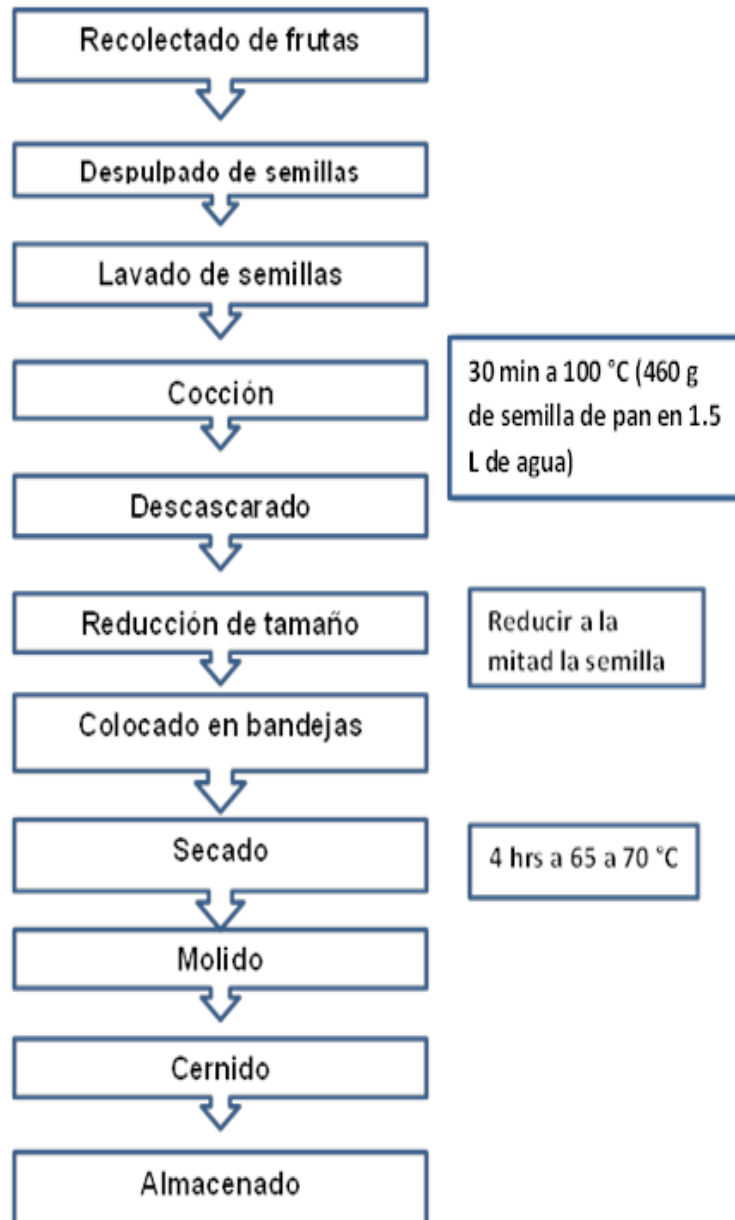 Recolectado de frutas
Despulpado de semillas
Lavado de semillas
Cocción
30 min a 100 °C (460 g
de semilla de pan en 1.5
L de agua)
Descascarado
Reducción de tamaño
Reducir a la
mitad la semilla
Colocado en bandejas
Secado
4 hrs a 65 a 70 °C
Molido
Cernido
Almacenado